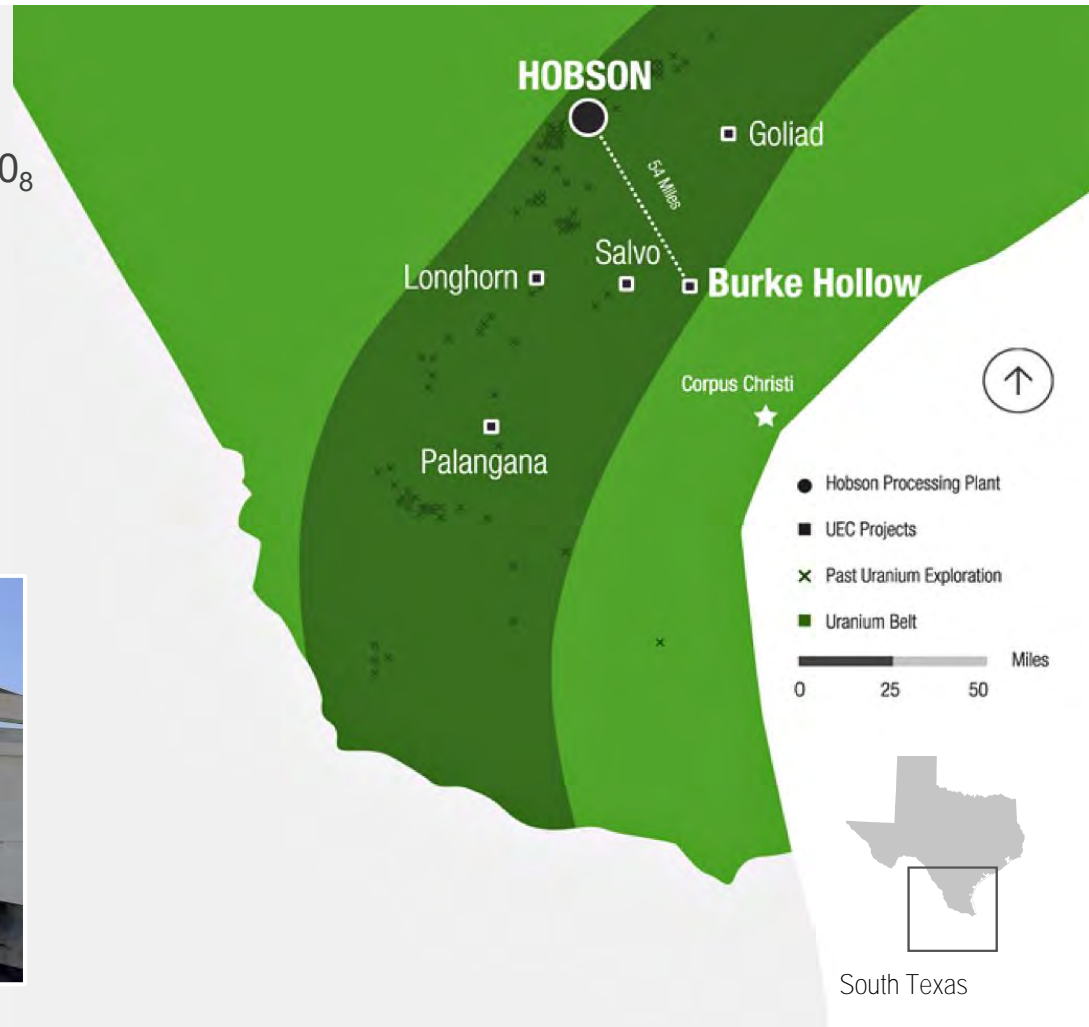 HOBSON
Goliad
O₈
54 Miles
Salvo
Longhorn
Burke Hollow
Corpus Christi
Palangana
Hobson Processing Plant
UEC Projects
Past Uranium Exploration
Uranium Belt
Miles
0 25 50
South Texas